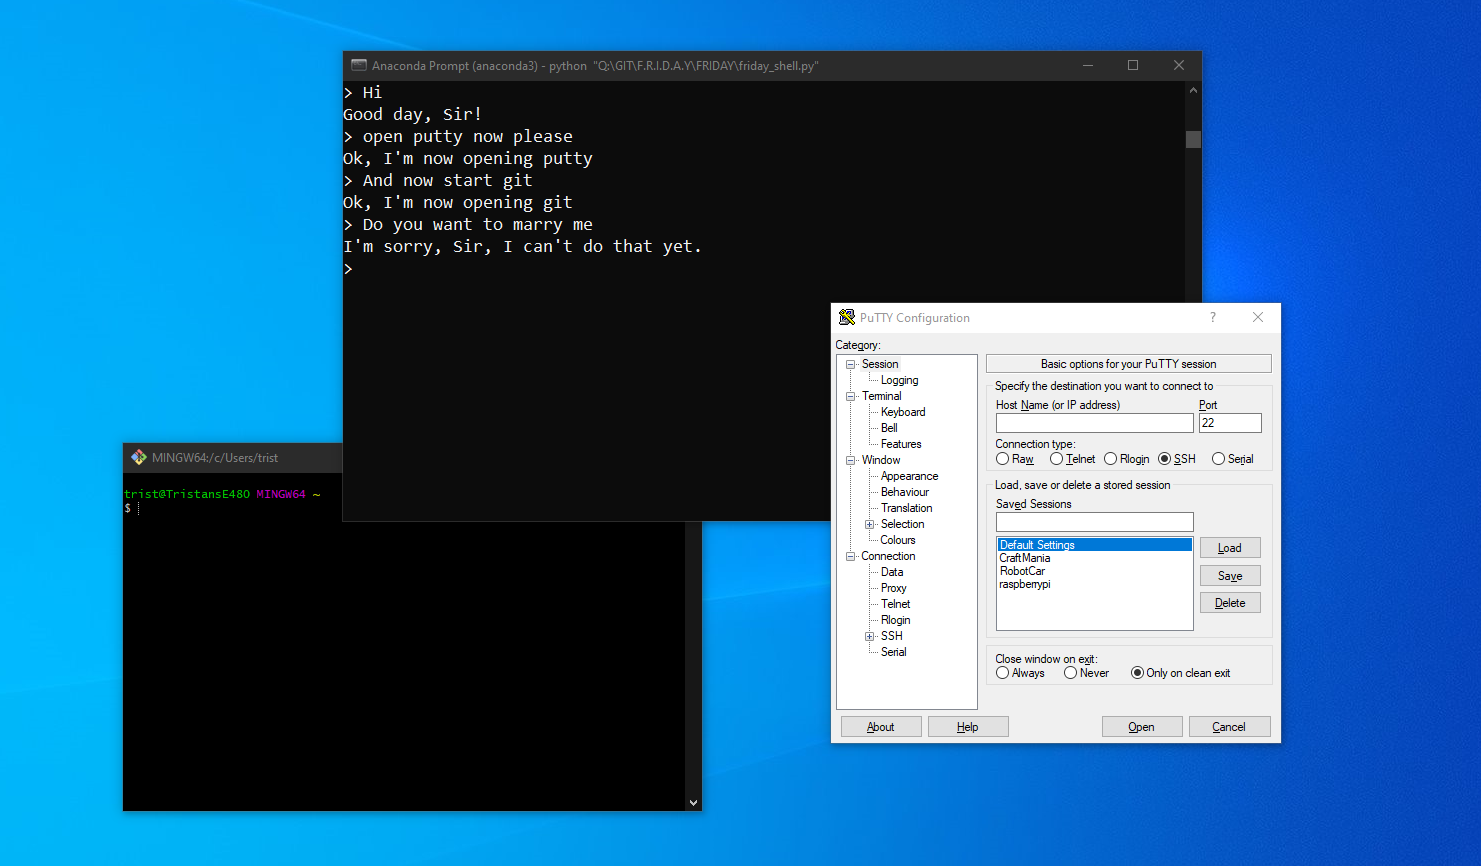 Anaconda Prompt (anaconda3) - python "Q:\GIT\F.R.I.D.A.Y\FRIDAY\friday_shell.py"
> Hi
Good day, Sir!
> open putty now please
Ok, I'm now opening putty
> And now start git
Ok, I'm now opening git
> Do you want to marry me
I'm sorry, Sir, I can't do that yet.
>
MINGW64:/c/Users/trist
trist@TristansE480 MINGW64 ~
$
PuTTY Configuration
?
Category:
Session
Logging
Terminal
Keyboard
Bell
Features
Window
Appearance
Behaviour
Translation
Selection
Colours
Connection
Data
Proxy
Telnet
Rlogin
SSH
Serial
Basic options for your PuTTY session
Specify the destination you want to connect to
Host Name (or IP address) Port
22
Connection type:
Raw Telnet Rlogin SSH Serial
Load, save or delete a stored session
Saved Sessions
Default Settings
CraftMania
RobotCar
raspberrypi
Load
Save
Delete
Close window on exit:
Always Never Only on clean exit
About Help Open Cancel